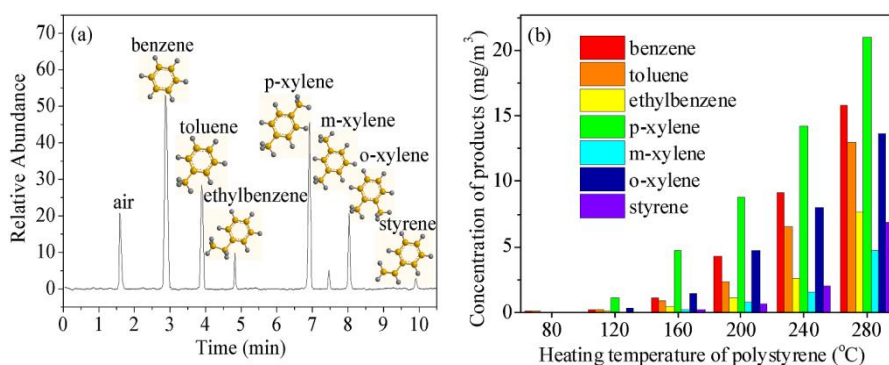 (a)
70
60
50
40
30
20
10
0
Relative Abundance
air
benzene
toluene
ethylbenzene
p-xylene
m-xylene
o-xylene
styrene
0 1 2 3 4 5 6 7 8 9 10
Time (min)
(b)
20
15
10
5
0
Concentration of products (mg/m³)
benzene
toluene
ethylbenzene
p-xylene
m-xylene
o-xylene
styrene
80 120 160 200 240 280
Heating temperature of polystyrene (°C)